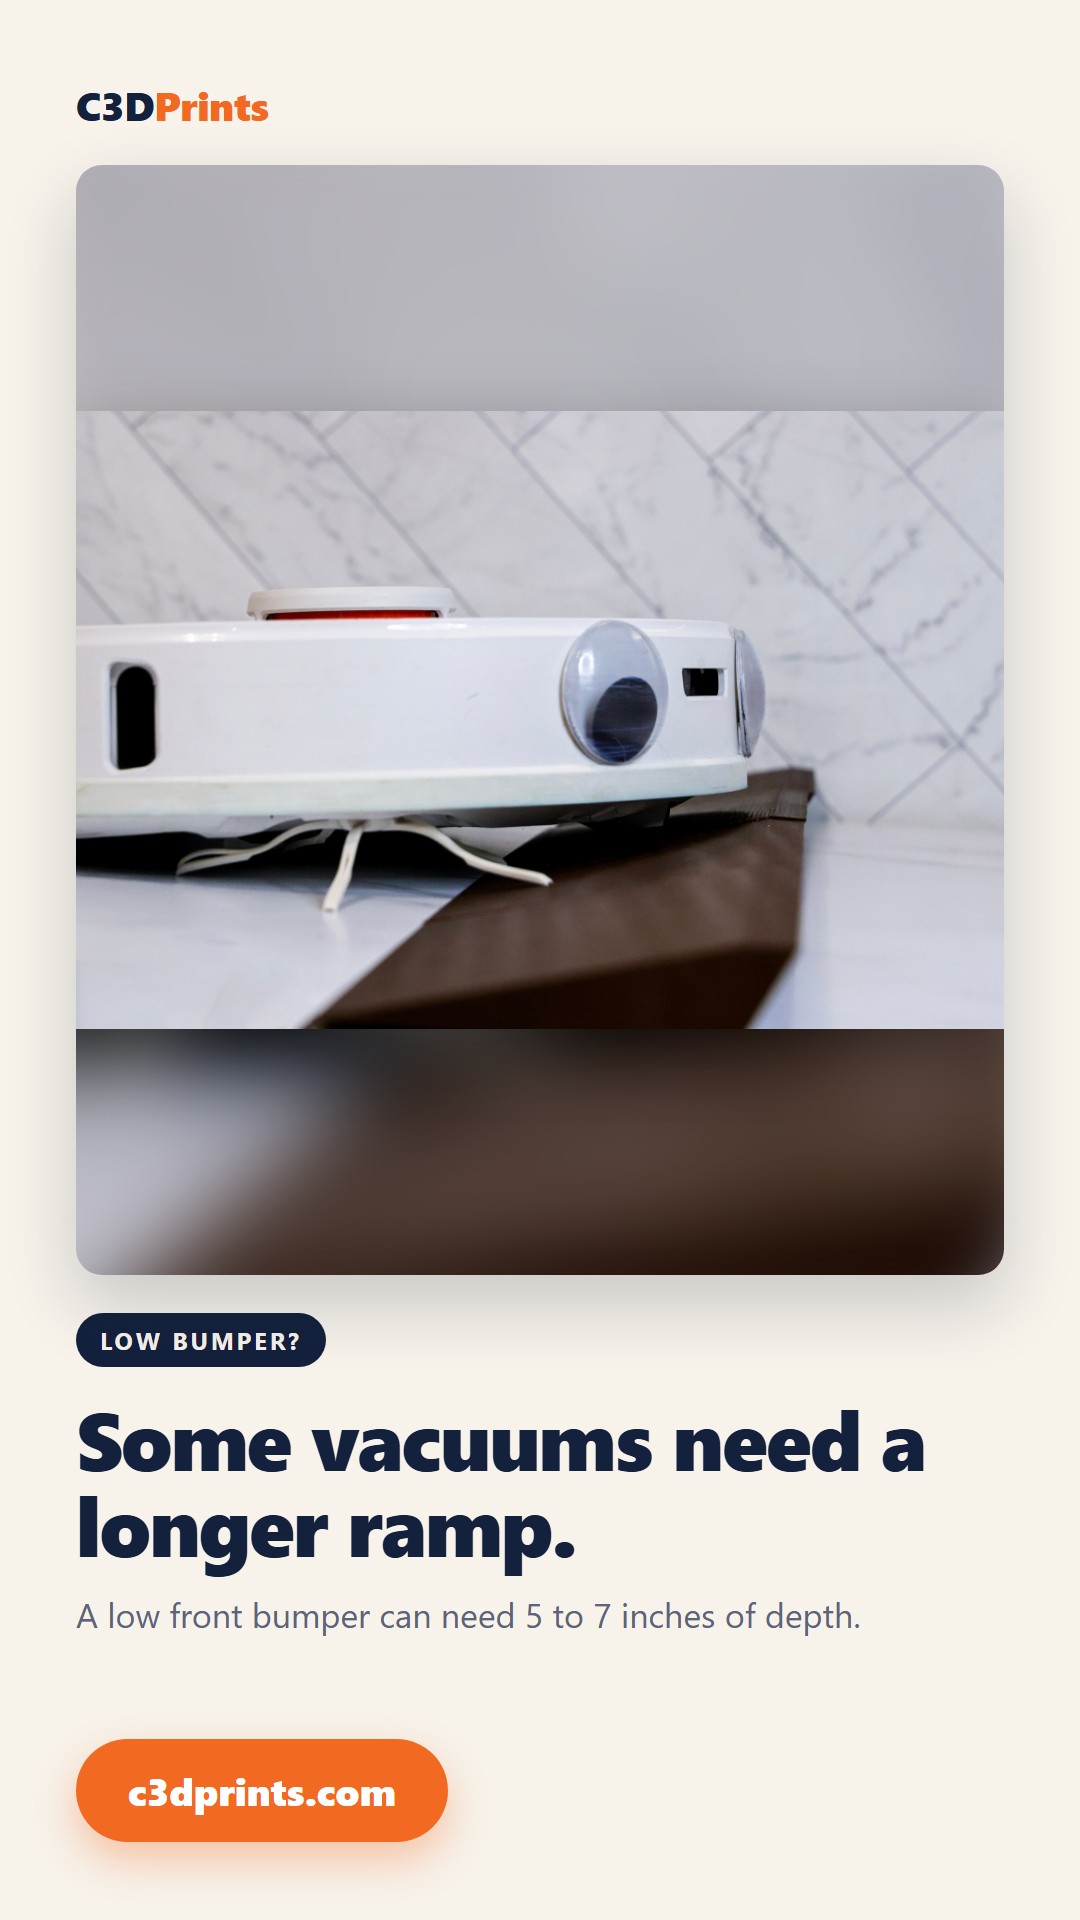 C3DPrints
LOW BUMPER?
Some vacuums need a
longer ramp.
A low front bumper can need 5 to 7 inches of depth.
c3dprints.com